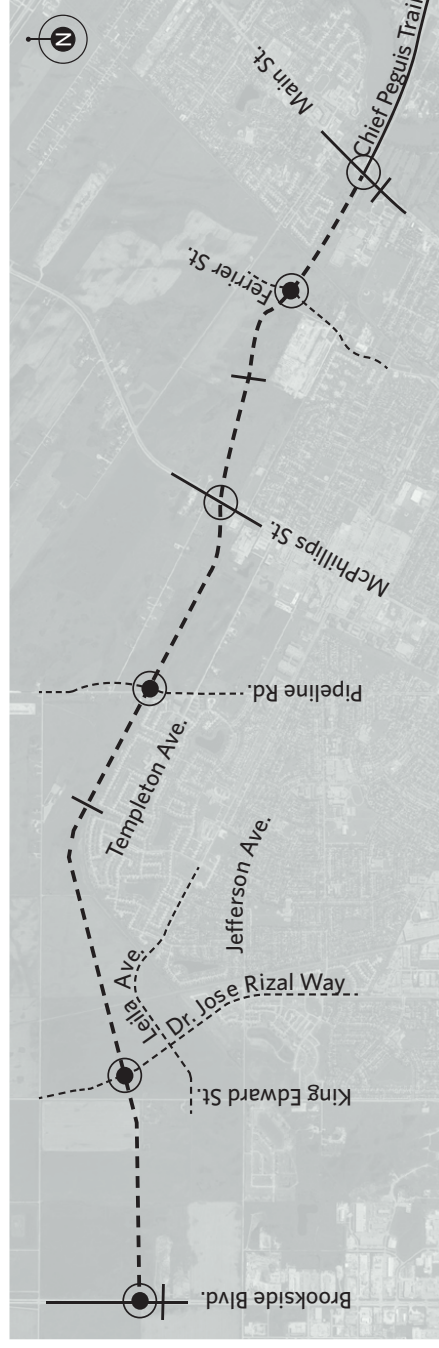 N
Main St.
Chief Peguis Trail
Ferrier St.
McPhillips St.
Pipeline Rd.
Templeton Ave.
Jefferson Ave.
Leila Ave.
Dr. Jose Rizal Way
King Edward St.
Brookside Blvd.